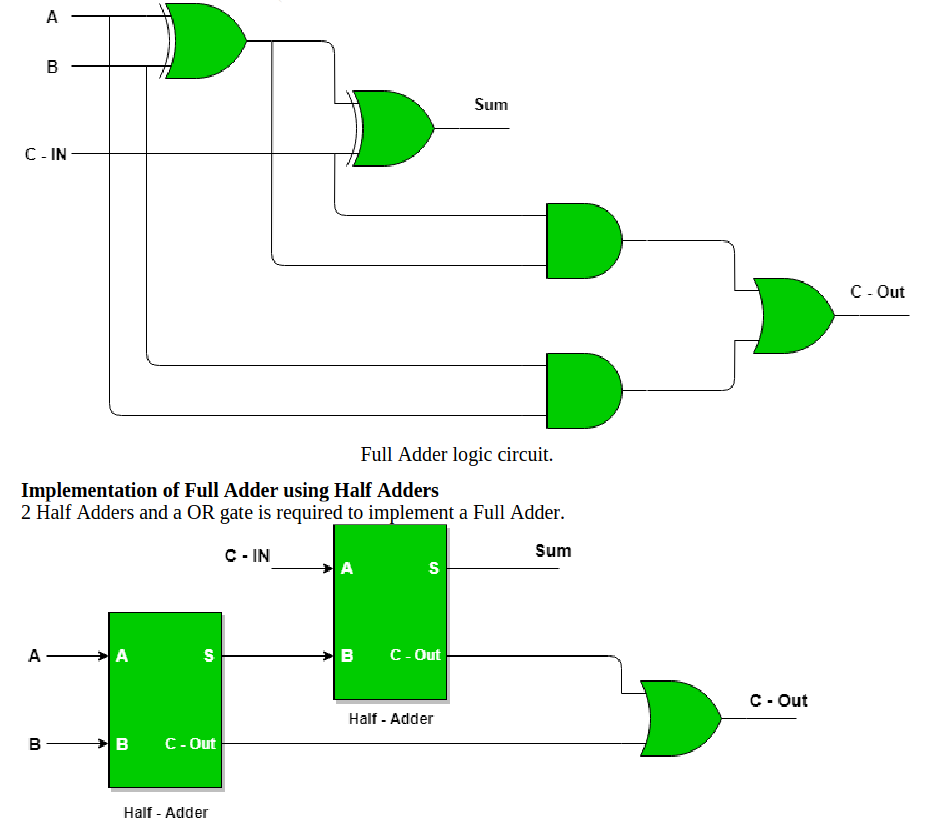 A
B
Sum
C - IN
C - Out
Full Adder logic circuit.
Implementation of Full Adder using Half Adders
2 Half Adders and a OR gate is required to implement a Full Adder.
C - IN
Sum
A
S
A
A
S
B
C - Out
C - Out
Half - Adder
B
B
C - Out
Half - Adder